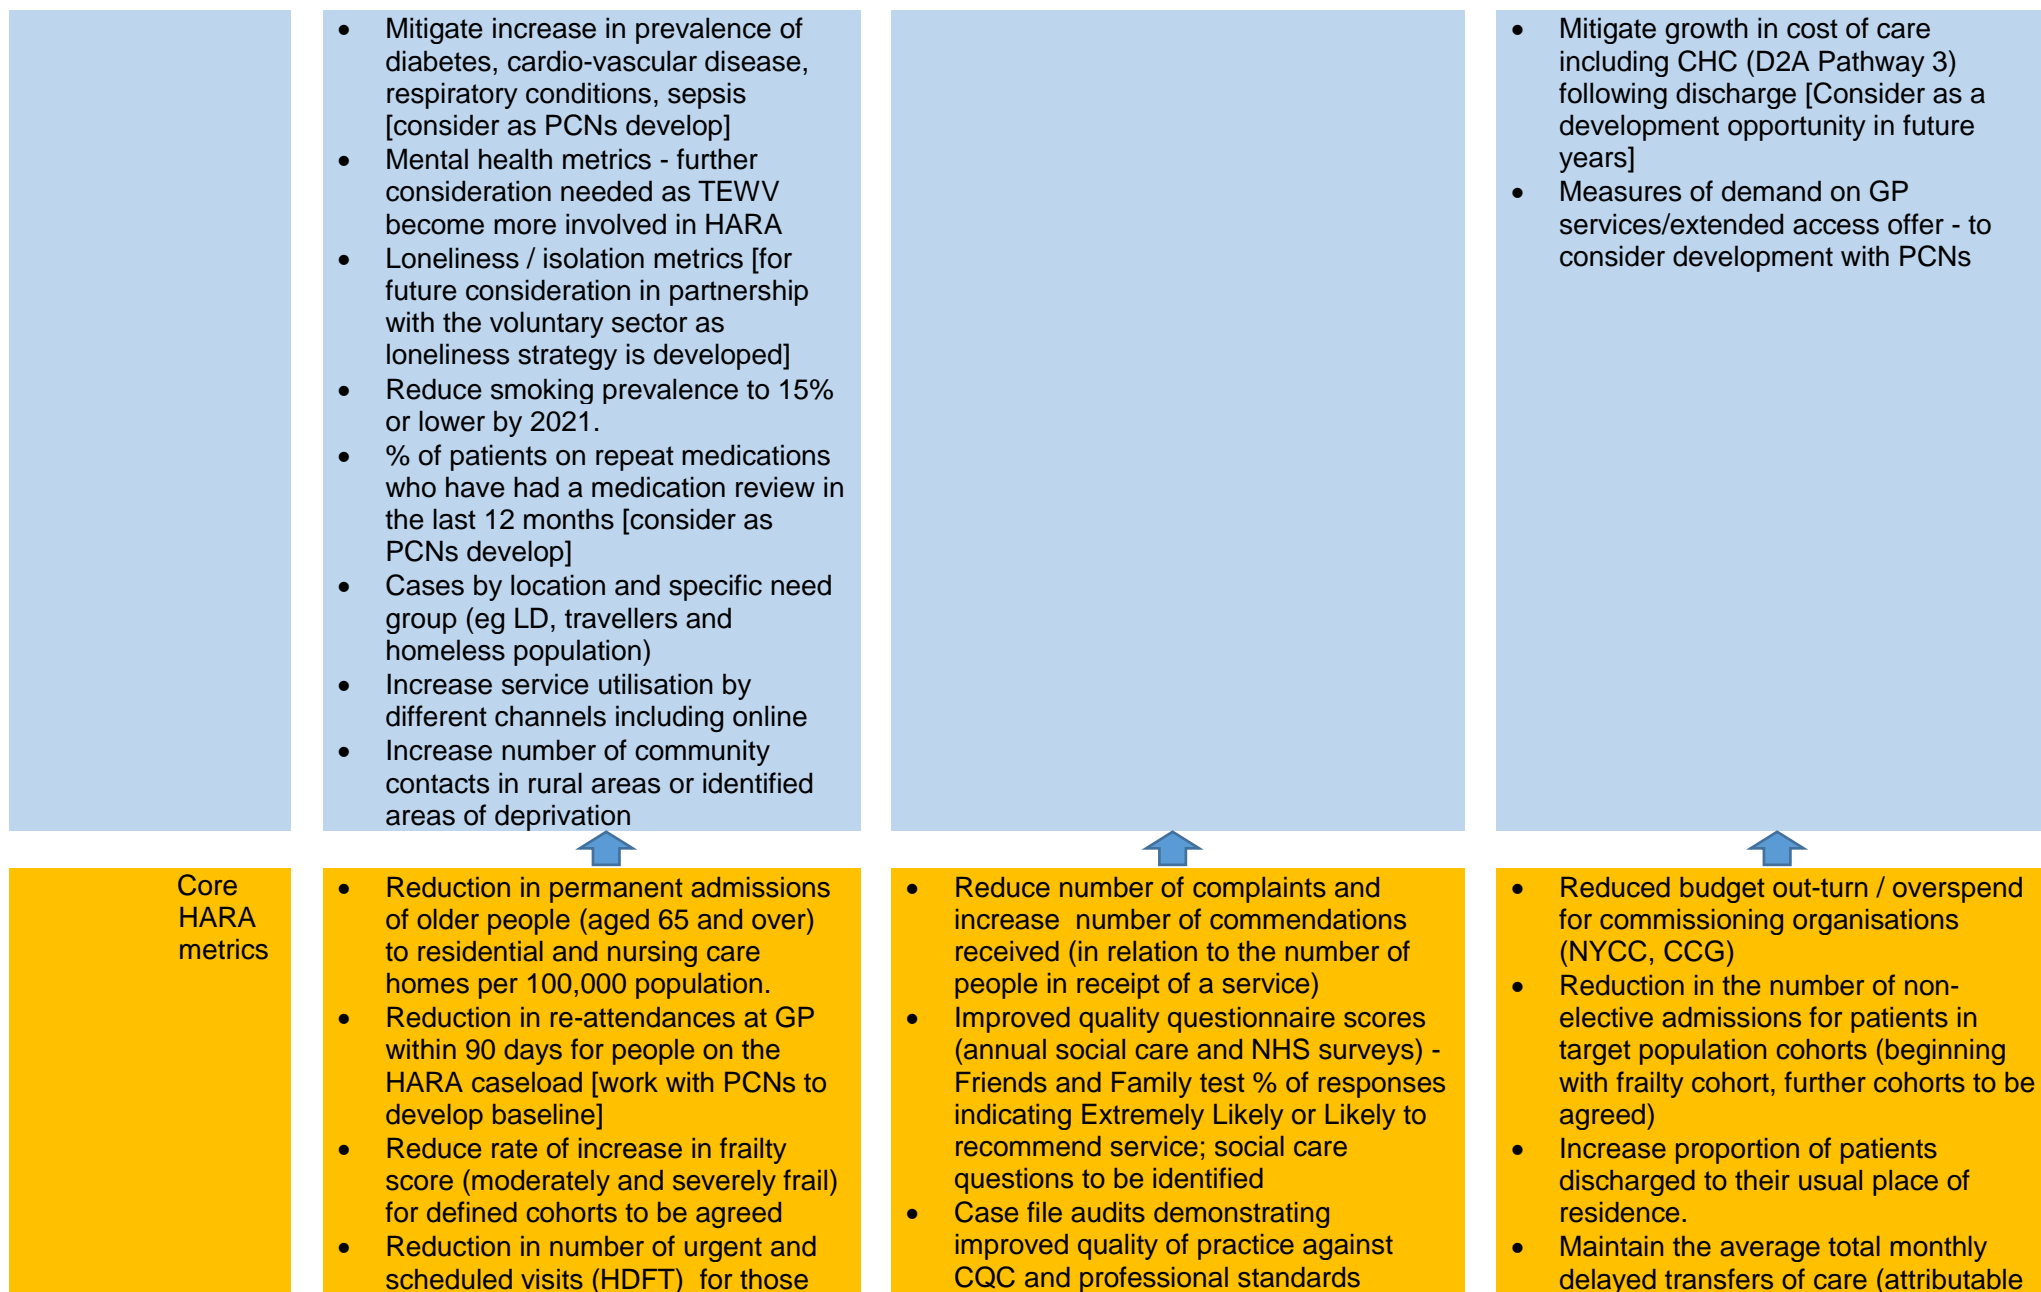 • Mitigate increase in prevalence of
diabetes, cardio-vascular disease,
respiratory conditions, sepsis
[consider as PCNs develop]
• Mental health metrics - further
consideration needed as TEWV
become more involved in HARA
• Loneliness / isolation metrics [for
future consideration in partnership
with the voluntary sector as
loneliness strategy is developed]
• Reduce smoking prevalence to 15%
or lower by 2021.
• % of patients on repeat medications
who have had a medication review in
the last 12 months [consider as
PCNs develop]
• Cases by location and specific need
group (eg LD, travellers and
homeless population)
• Increase service utilisation by
different channels including online
• Increase number of community
contacts in rural areas or identified
areas of deprivation
• Mitigate growth in cost of care
including CHC (D2A Pathway 3)
following discharge [Consider as a
development opportunity in future
years]
• Measures of demand on GP
services/extended access offer - to
consider development with PCNs
Core
HARA
metrics
• Reduction in permanent admissions
of older people (aged 65 and over)
to residential and nursing care
homes per 100,000 population.
• Reduction in re-attendances at GP
within 90 days for people on the
HARA caseload [work with PCNs to
develop baseline]
• Reduce rate of increase in frailty
score (moderately and severely frail)
for defined cohorts to be agreed
• Reduction in number of urgent and
scheduled visits (HDFT) for those
• Reduce number of complaints and
increase number of commendations
received (in relation to the number of
people in receipt of a service)
• Improved quality questionnaire scores
(annual social care and NHS surveys) -
Friends and Family test % of responses
indicating Extremely Likely or Likely to
recommend service; social care
questions to be identified
• Case file audits demonstrating
improved quality of practice against
CQC and professional standards
• Reduced budget out-turn / overspend
for commissioning organisations
(NYCC, CCG)
• Reduction in the number of non-
elective admissions for patients in
target population cohorts (beginning
with frailty cohort, further cohorts to be
agreed)
• Increase proportion of patients
discharged to their usual place of
residence.
• Maintain the average total monthly
delayed transfers of care (attributable